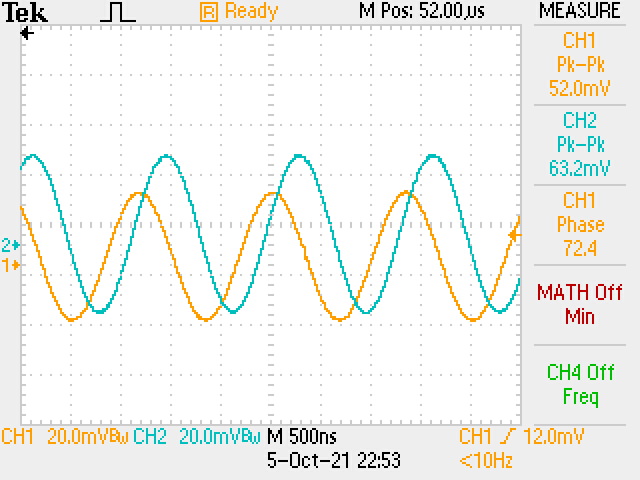 Tek R Ready M Pos: 52.00µs MEASURE
CH1
Pk-Pk
52.0mV
CH2
Pk-Pk
63.2mV
CH1
Phase
72.4
MATH Off
Min
CH4 Off
Freq
2
1
CH1 20.0mVBw CH2 20.0mVBw M 500ns CH1 12.0mV
5-Oct-21 22:53 <10Hz